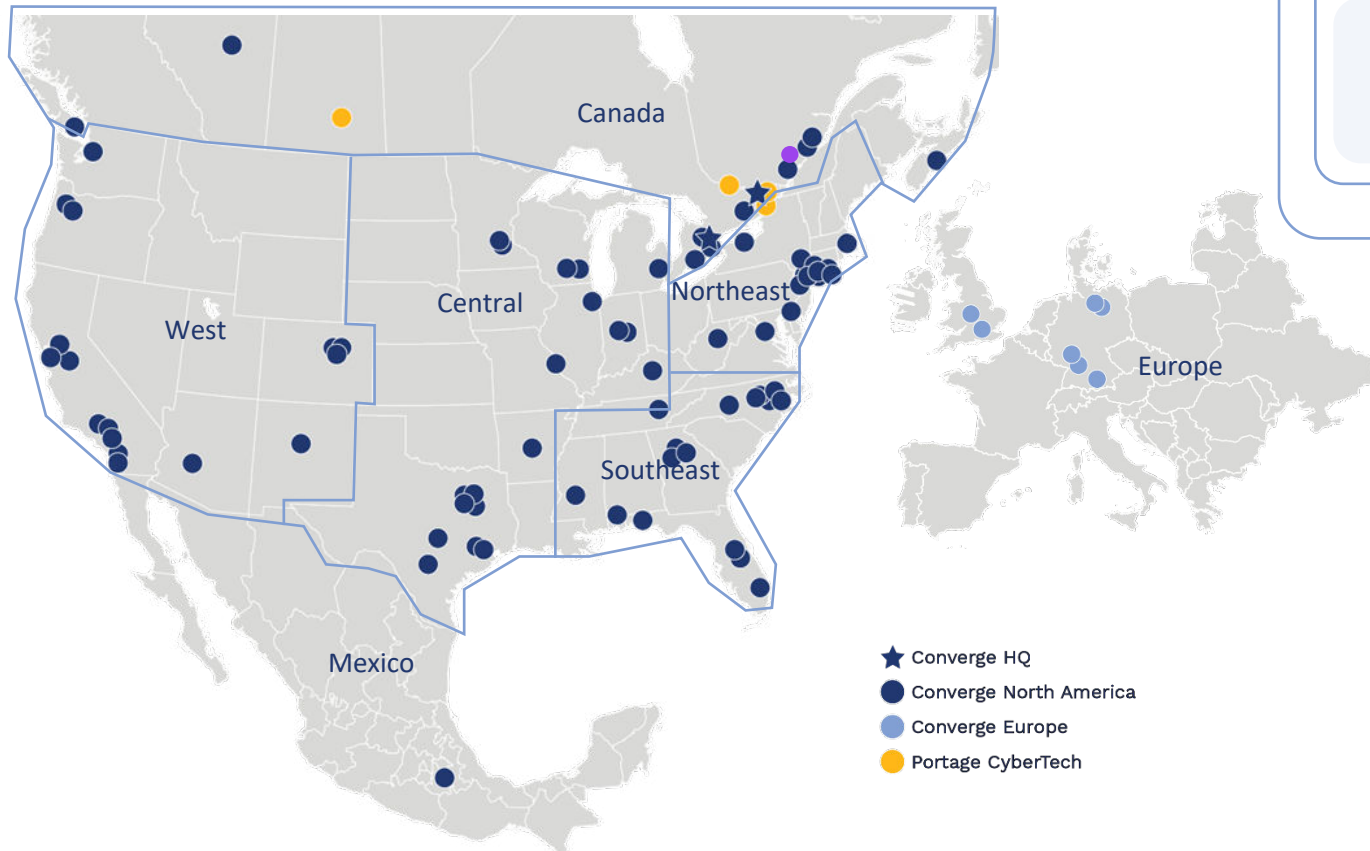 Canada
Northeast
Central
West
Europe
Southeast
Mexico
Converge HQ
Converge North America
Converge Europe
Portage CyberTech